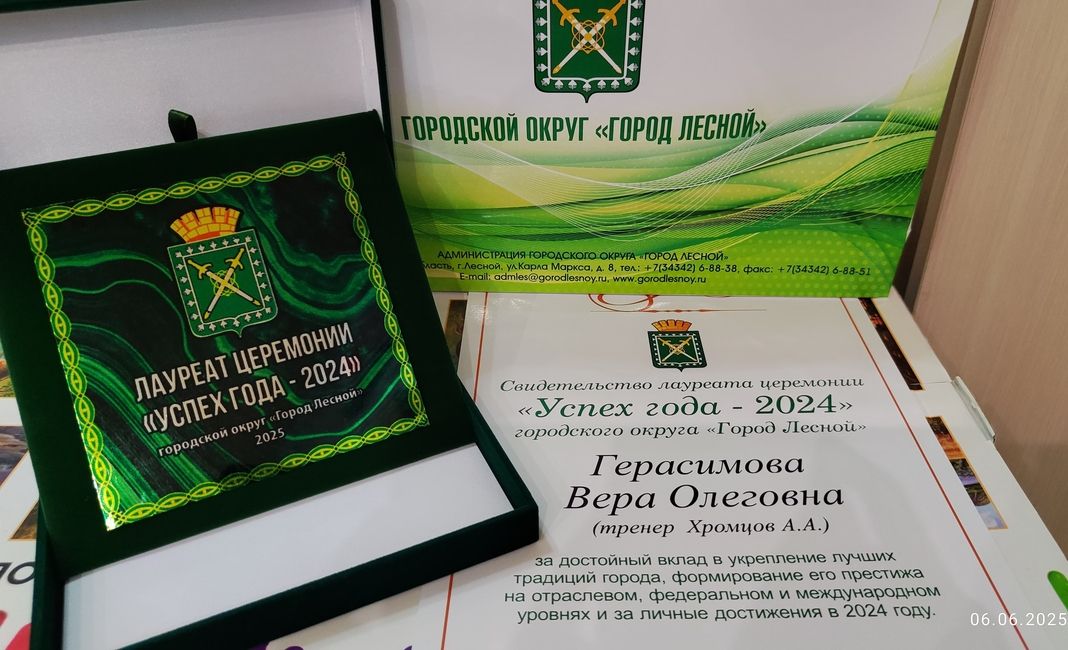 ГОРОДСКОЙ ОКРУГ «ГОРОД ЛЕСНОЙ»
АДМИНИСТРАЦИЯ ГОРОДСКОГО ОКРУГА «ГОРОД ЛЕСНОЙ»
г.Лесной, ул.Карла Маркса, д. 8, тел.: +7(34342) 6-88-38, факс: +7(34342) 6-88-51
E-mail: admles@gorodlesnoy.ru, www.gorodlesnoy.ru
ЛАУРЕАТ ЦЕРЕМОНИИ
«УСПЕХ ГОДА - 2024»
городской округ «Город Лесной»
2025
Свидетельство лауреата церемонии
«Успех года - 2024»
городского округа «Город Лесной»
Герасимова
Вера Олеговна
(тренер Хромцов А.А.)
за достойный вклад в укрепление лучших
традиций города, формирование его престижа
на отраслевом, федеральном и международном
уровнях и за личные достижения в 2024 году.
06.06.2025